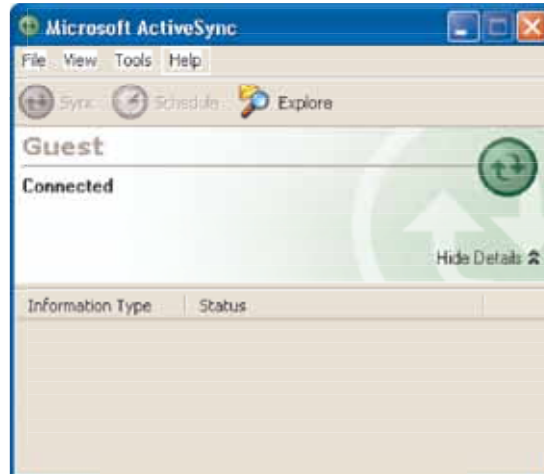 Microsoft ActiveSync
File View Tools Help
Sync Schedule Explore
Guest
Connected
Hide Details
Information Type Status